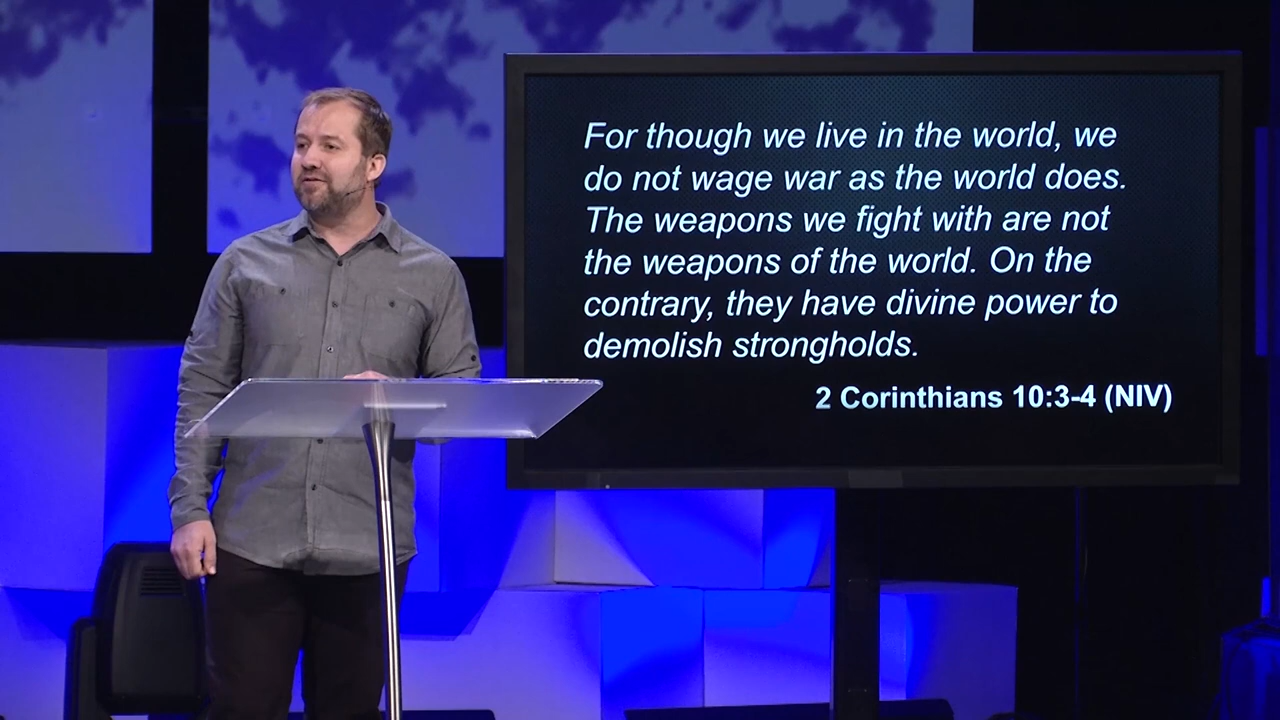 For though we live in the world, we
do not wage war as the world does.
The weapons we fight with are not
the weapons of the world. On the
contrary, they have divine power to
demolish strongholds.
2 Corinthians 10:3-4 (NIV)